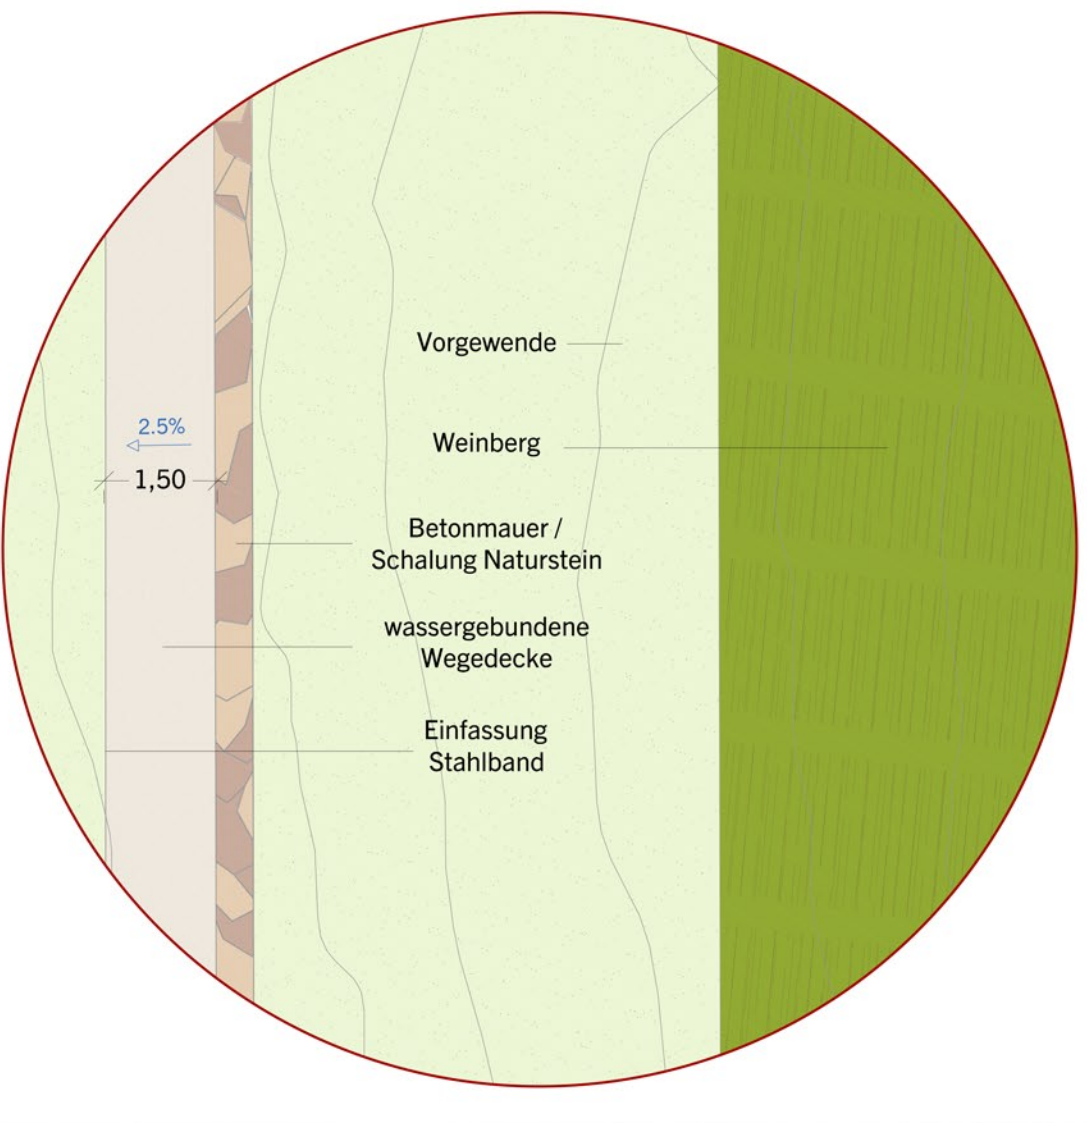 Vorgewende
2.5%
Weinberg
1,50
Betonmauer /
Schalung Naturstein
wassergebundene
Wegedecke
Einfassung
Stahlband